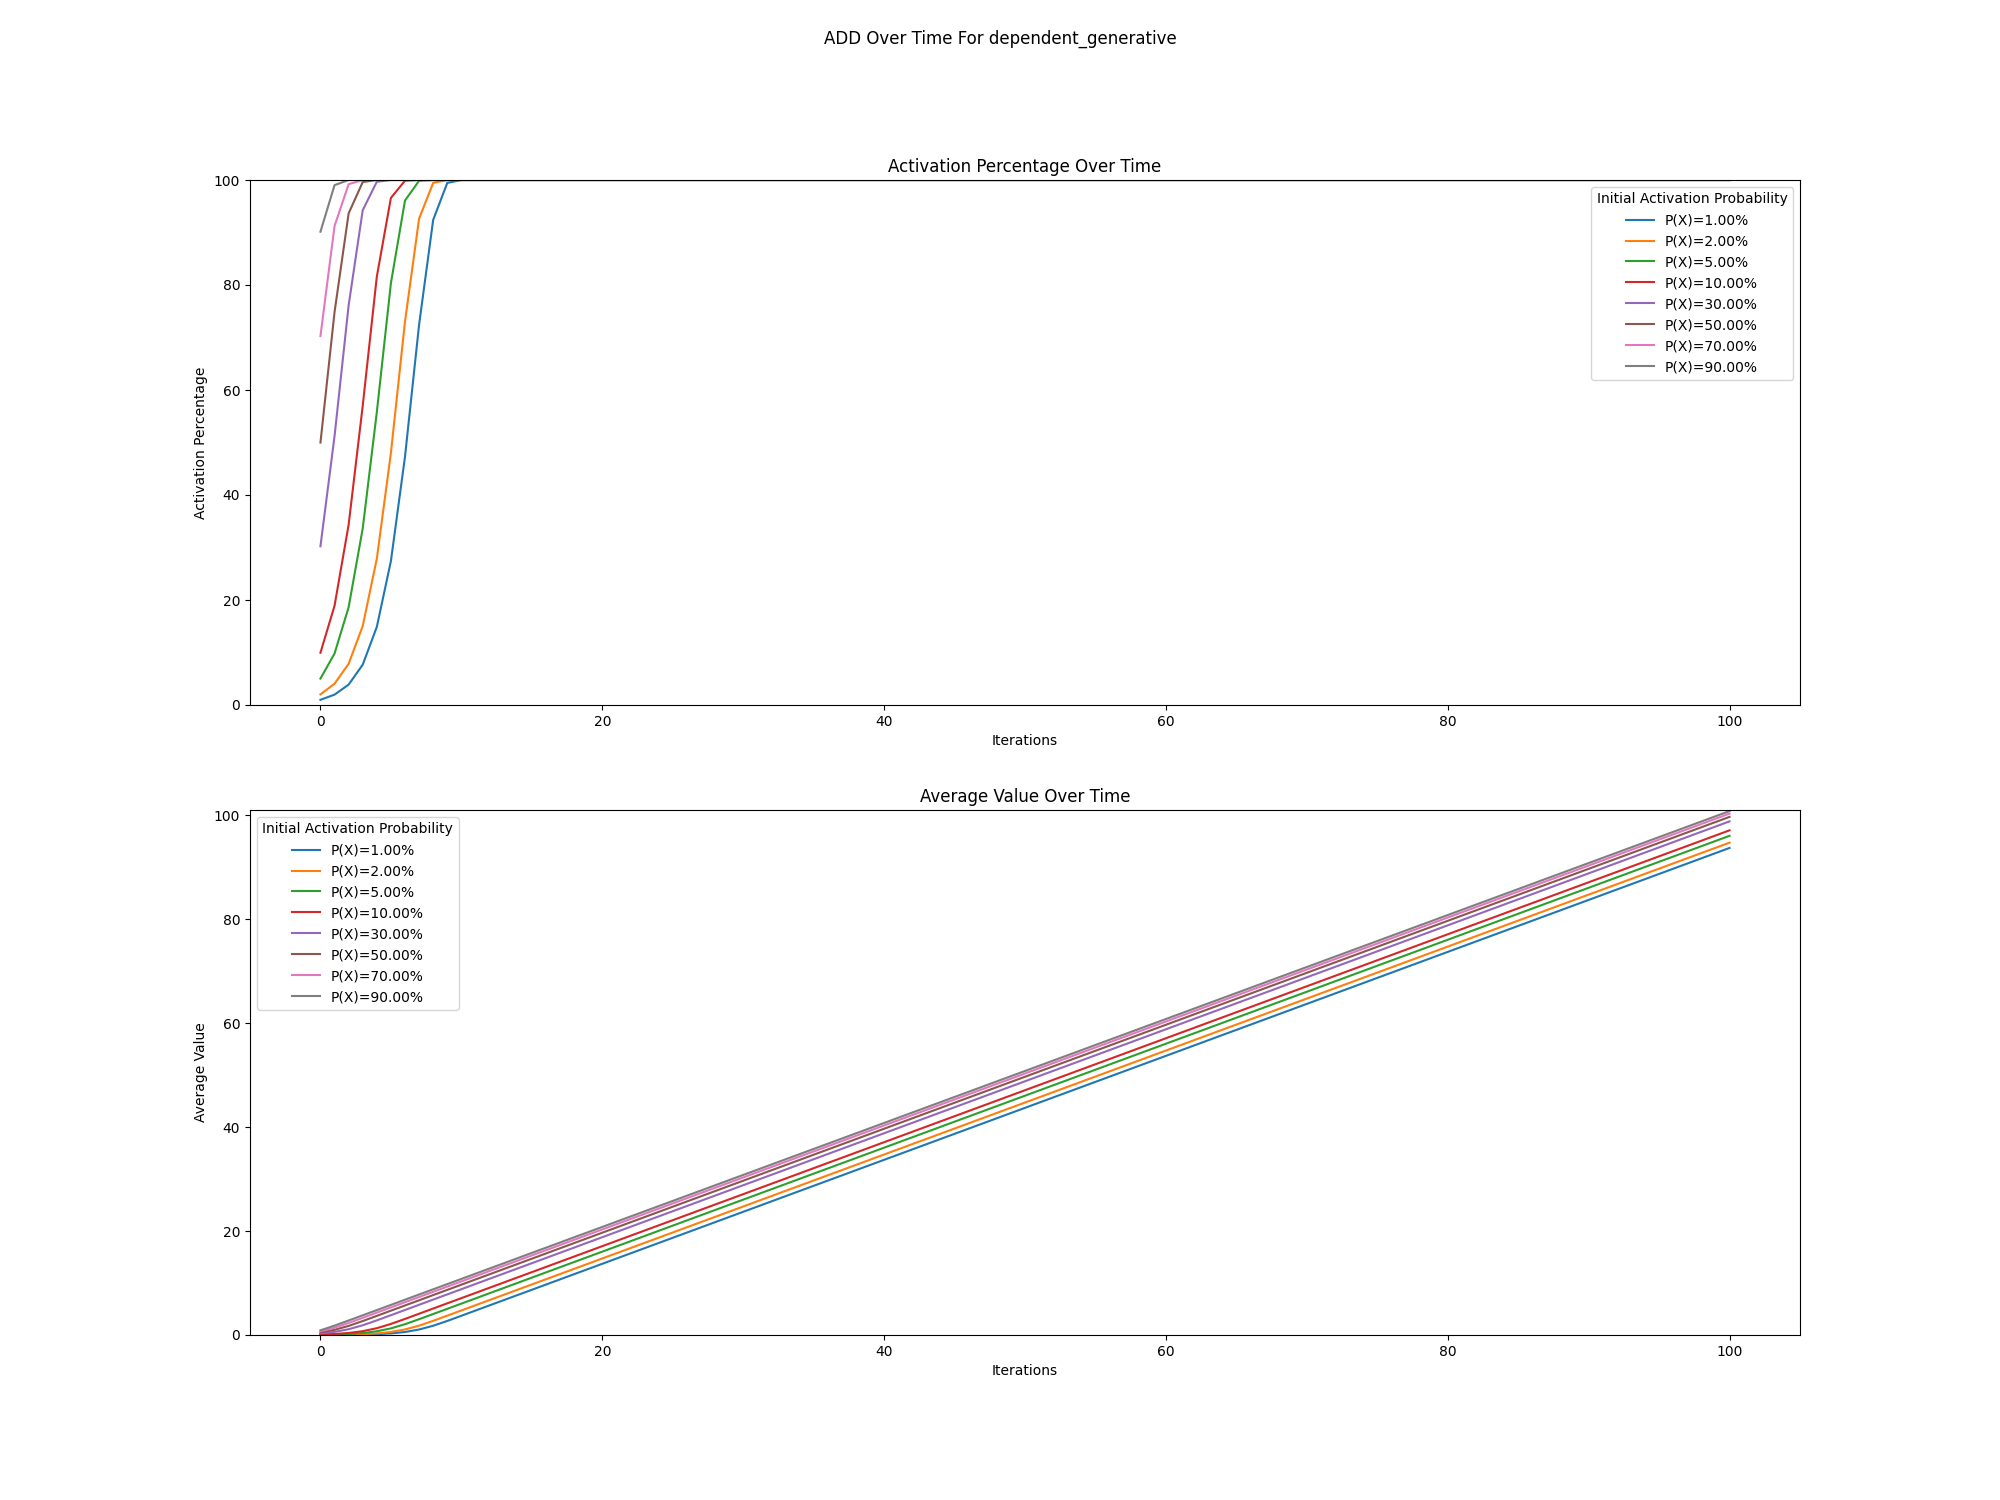 ADD Over Time For dependent_generative
Activation Percentage Over Time
100
80
60
40
20
0
Activation Percentage
Initial Activation Probability
P(X)=1.00%
P(X)=2.00%
P(X)=5.00%
P(X)=10.00%
P(X)=30.00%
P(X)=50.00%
P(X)=70.00%
P(X)=90.00%
0 20 40 60 80 100
Iterations
Average Value Over Time
100
80
60
40
20
0
Average Value
Initial Activation Probability
P(X)=1.00%
P(X)=2.00%
P(X)=5.00%
P(X)=10.00%
P(X)=30.00%
P(X)=50.00%
P(X)=70.00%
P(X)=90.00%
0 20 40 60 80 100
Iterations